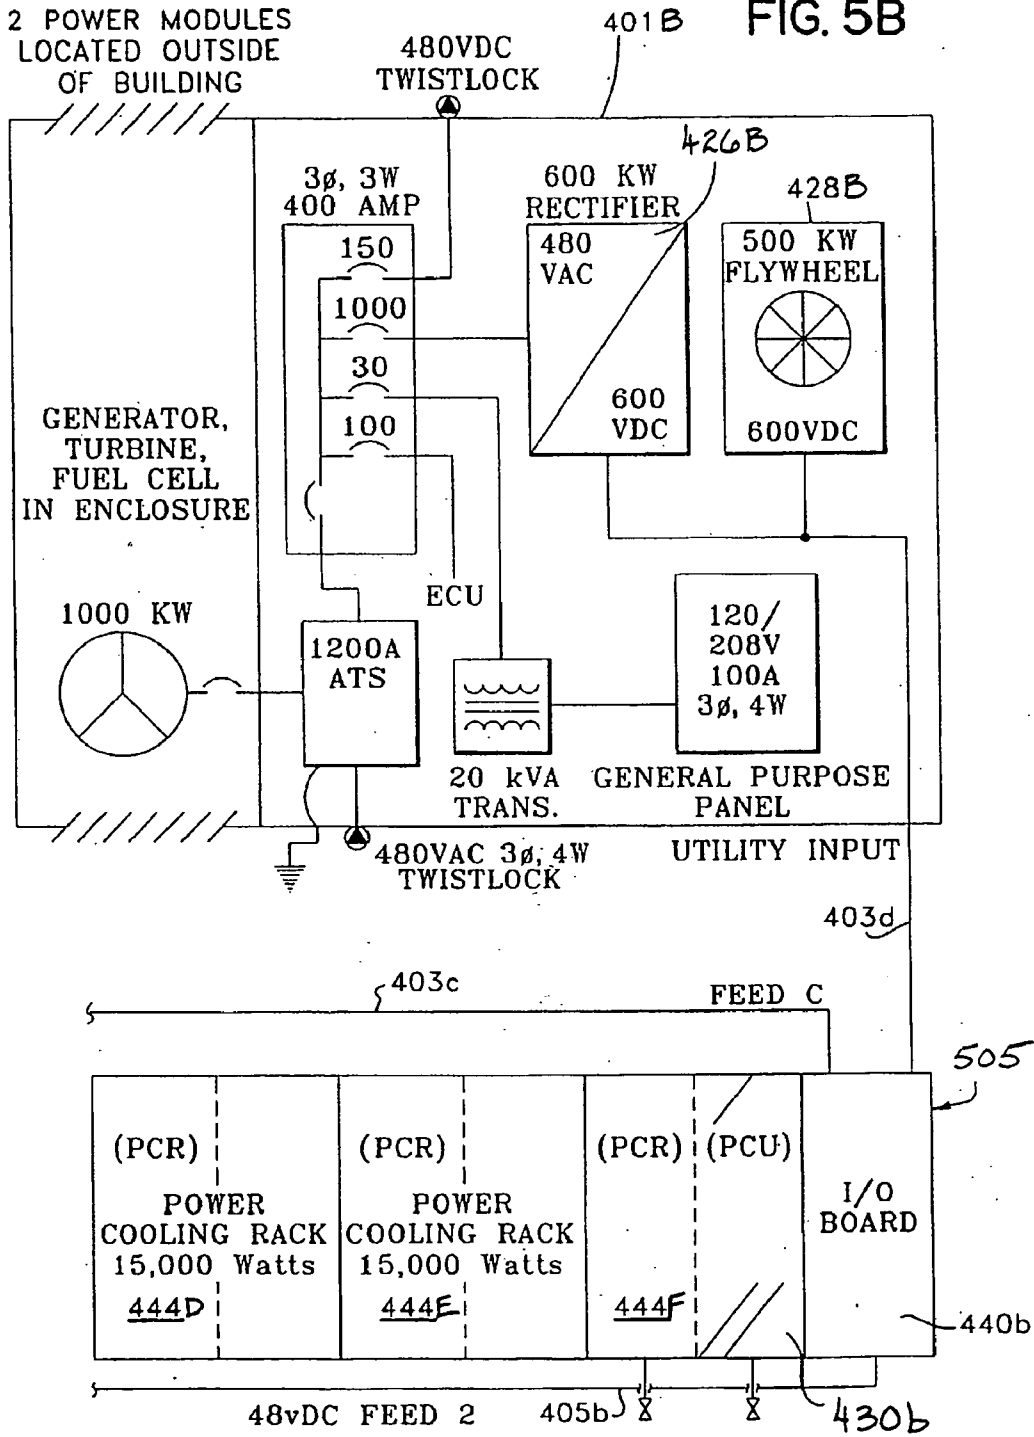 2 POWER MODULES
LOCATED OUTSIDE
OF BUILDING
480VDC
TWISTLOCK
401B
FIG. 5B
3ø, 3W
400 AMP
600 KW
RECTIFIER
426B
428B
150
1000
30
100
480
VAC
600
VDC
500 KW
FLYWHEEL
600VDC
GENERATOR,
TURBINE,
FUEL CELL
IN ENCLOSURE
ECU
1000 KW
1200A
ATS
120/
208V
100A
3ø, 4W
20 kVA
TRANS.
GENERAL PURPOSE
PANEL
480VAC 3ø, 4W
TWISTLOCK
UTILITY INPUT
403d
403c
FEED C
505
(PCR)
POWER
COOLING RACK
15,000 Watts
444D
(PCR)
POWER
COOLING RACK
15,000 Watts
444E
(PCR)
444F
(PCU)
I/O
BOARD
440b
48vDC FEED 2
405b
430b